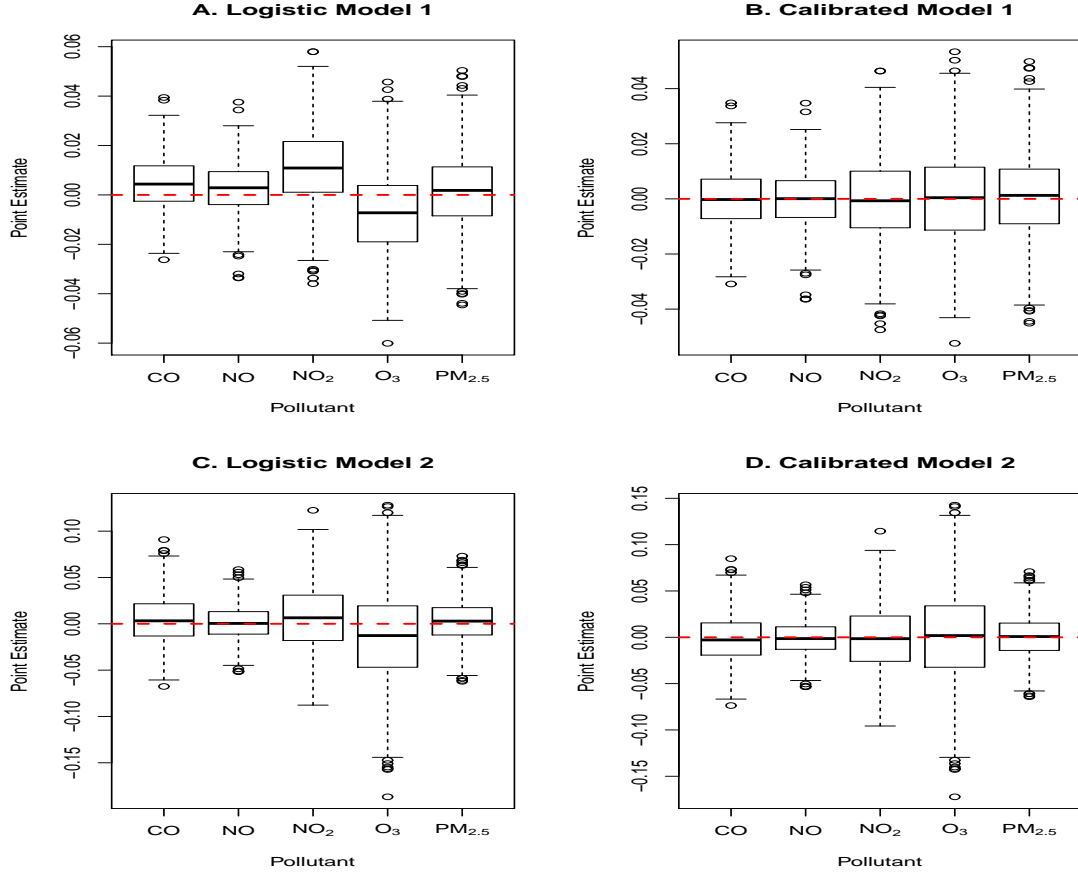 A. Logistic Model 1
Point Estimate
0.06
0.04
0.02
0.00
−0.02
−0.04
−0.06
CO NO NO₂ O₃ PM₂.₅
Pollutant
B. Calibrated Model 1
Point Estimate
0.04
0.02
0.00
−0.02
−0.04
CO NO NO₂ O₃ PM₂.₅
Pollutant
C. Logistic Model 2
Point Estimate
0.10
0.05
0.00
−0.05
−0.10
−0.15
CO NO NO₂ O₃ PM₂.₅
Pollutant
D. Calibrated Model 2
Point Estimate
0.15
0.10
0.05
0.00
−0.05
−0.10
−0.15
CO NO NO₂ O₃ PM₂.₅
Pollutant